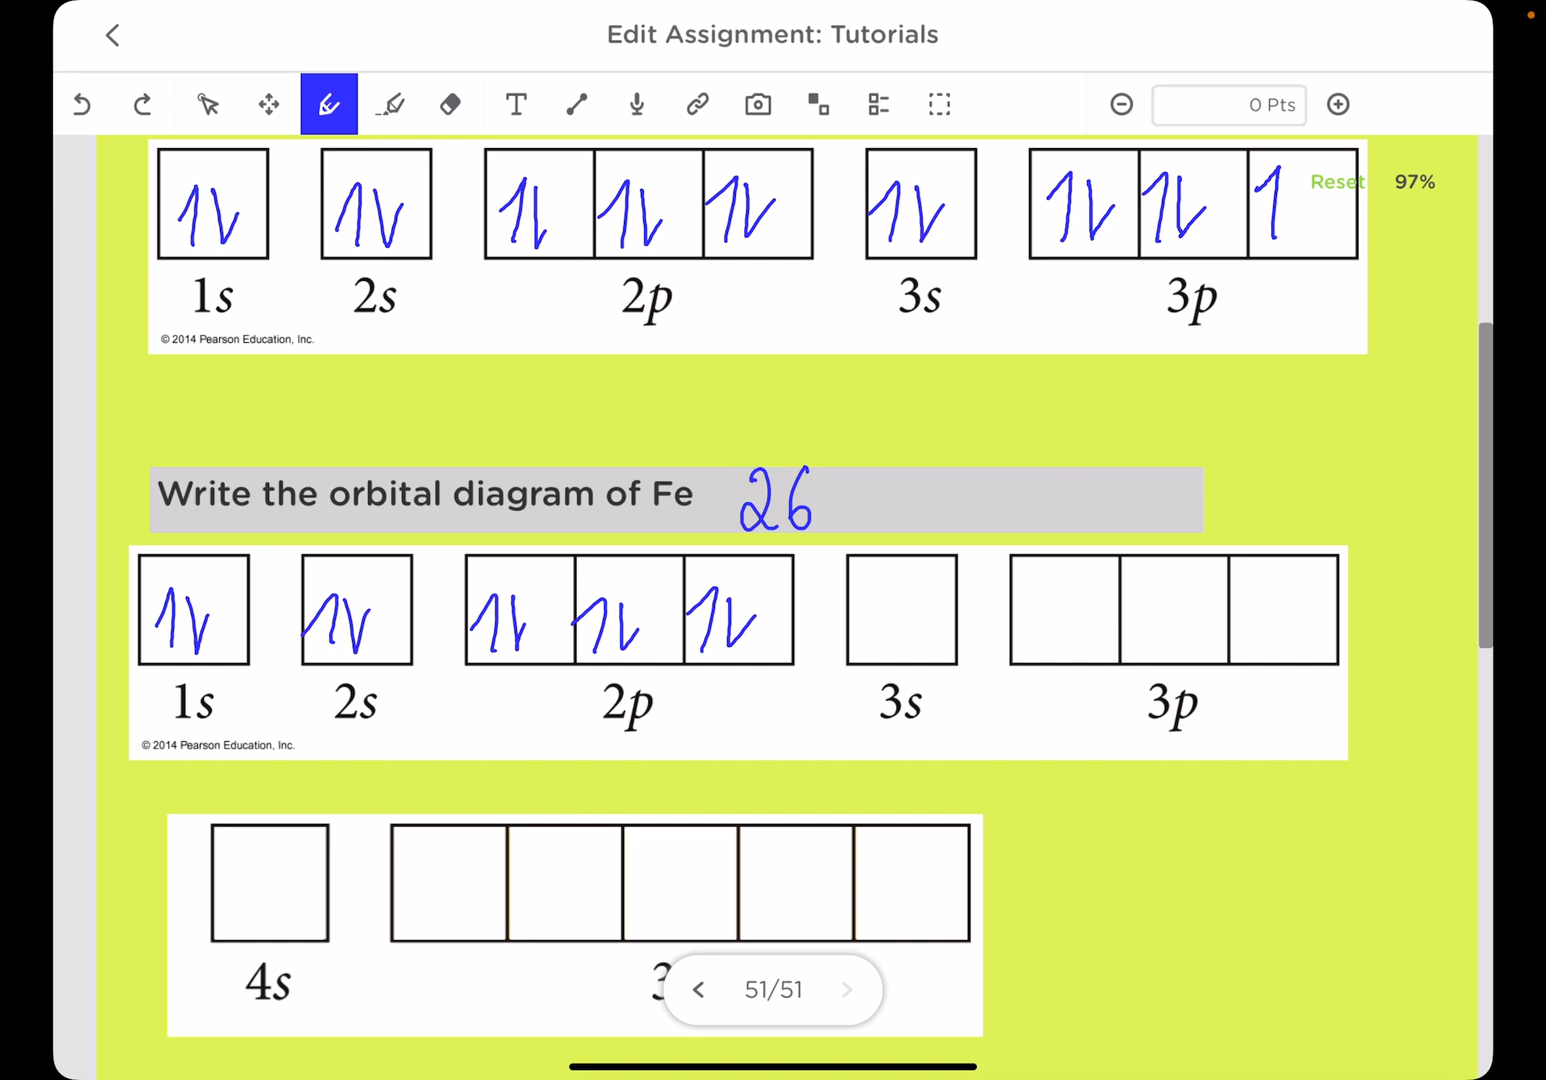 Edit Assignment: Tutorials
T 0 Pts
Reset 97%
1s 2s 2p 3s 3p
© 2014 Pearson Education, Inc.
Write the orbital diagram of Fe 26
1s 2s 2p 3s 3p
© 2014 Pearson Education, Inc.
4s 3
51/51